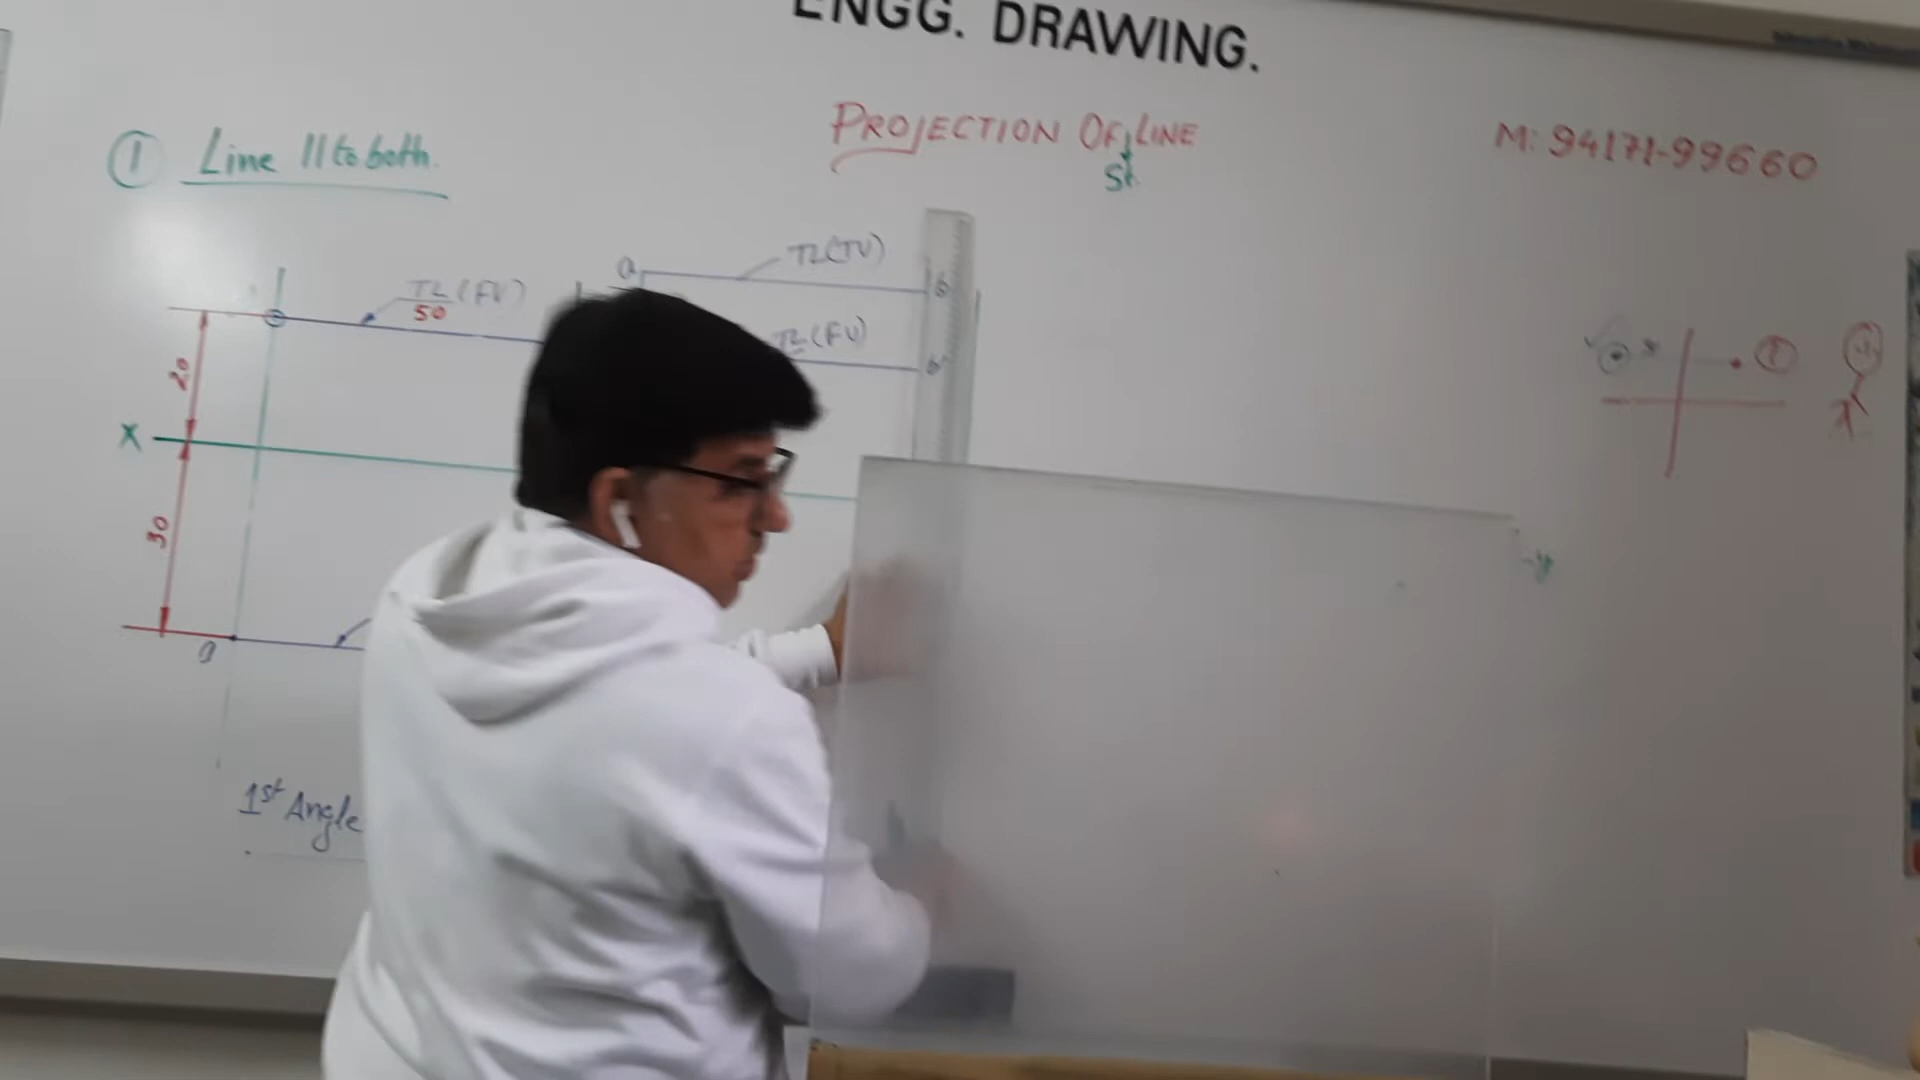 ENGG. DRAWING.
PROJECTION OF LINE
St.
M: 94171-99660
① Line || to both.
a TL(TV) b
TL (FV)
50
TL (FV) b'
20
X
30
a
y
1st Angle